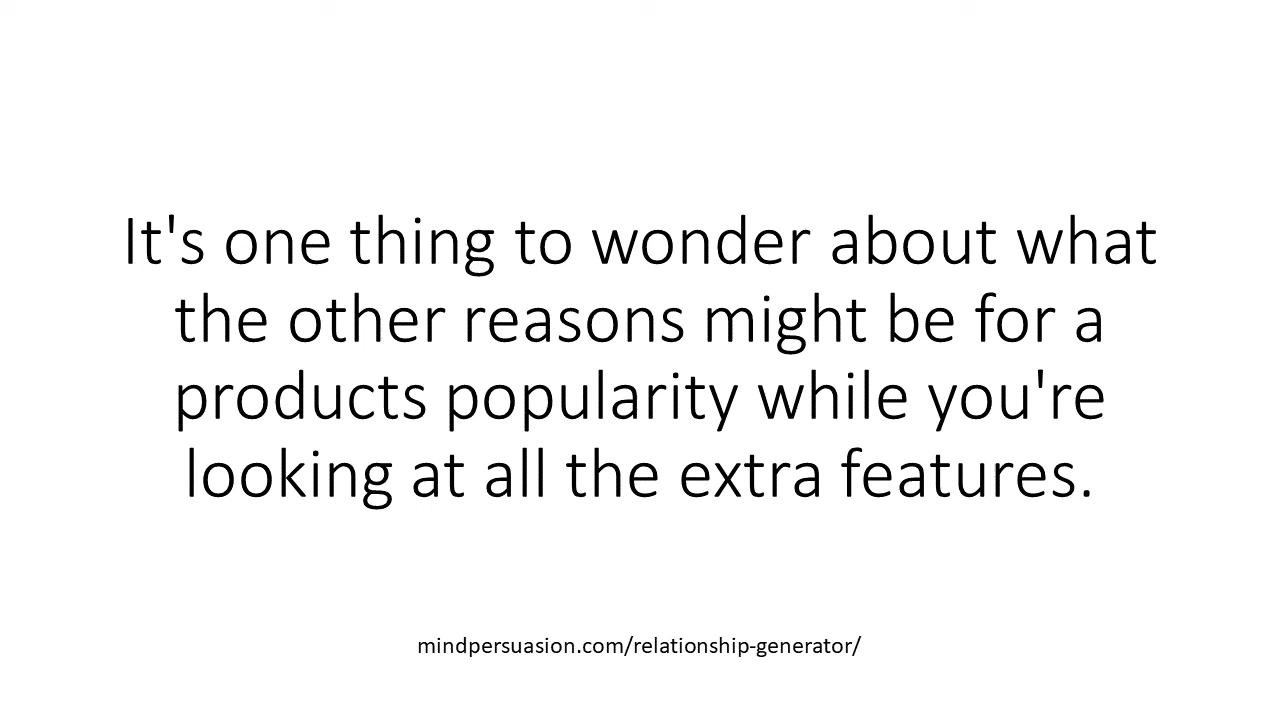 It's one thing to wonder about what
the other reasons might be for a
products popularity while you're
looking at all the extra features.
mindpersuasion.com/relationship-generator/